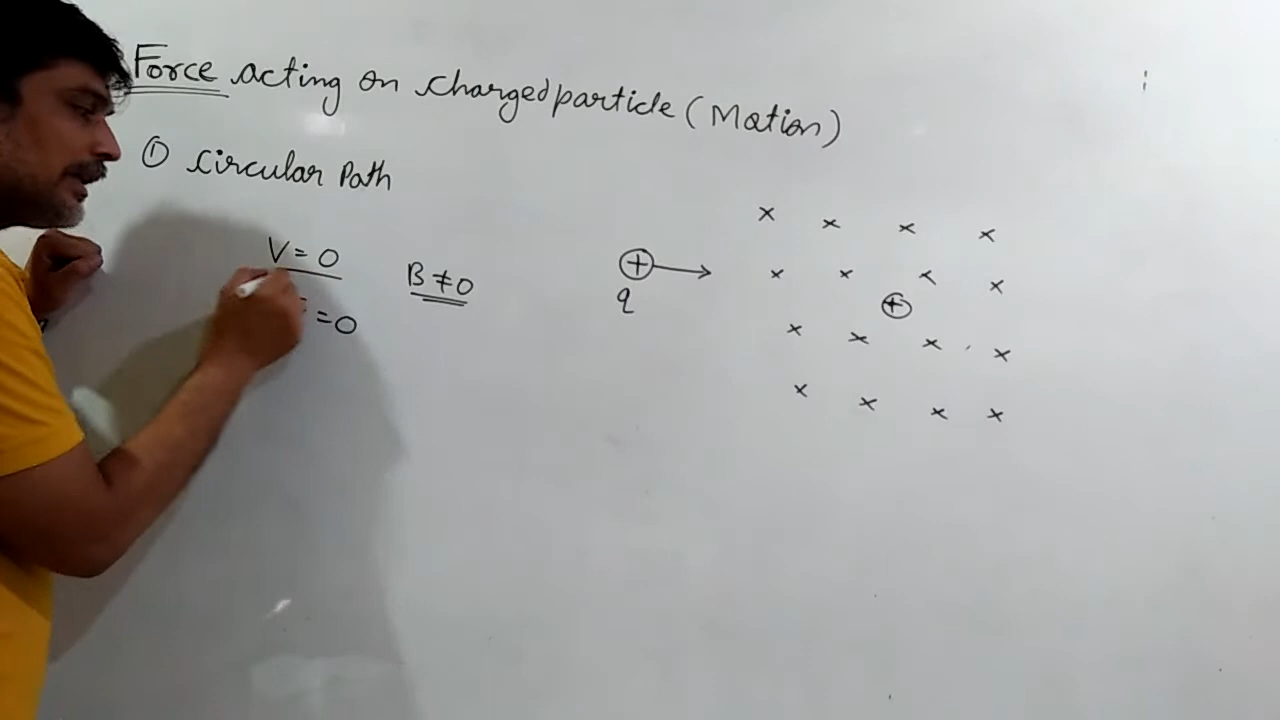 Force acting on charged particle (Motion)
① circular Path
V = 0
B ≠ 0
= 0
+
q
× × × ×
× × × ×
+
× × × ×
× × × ×